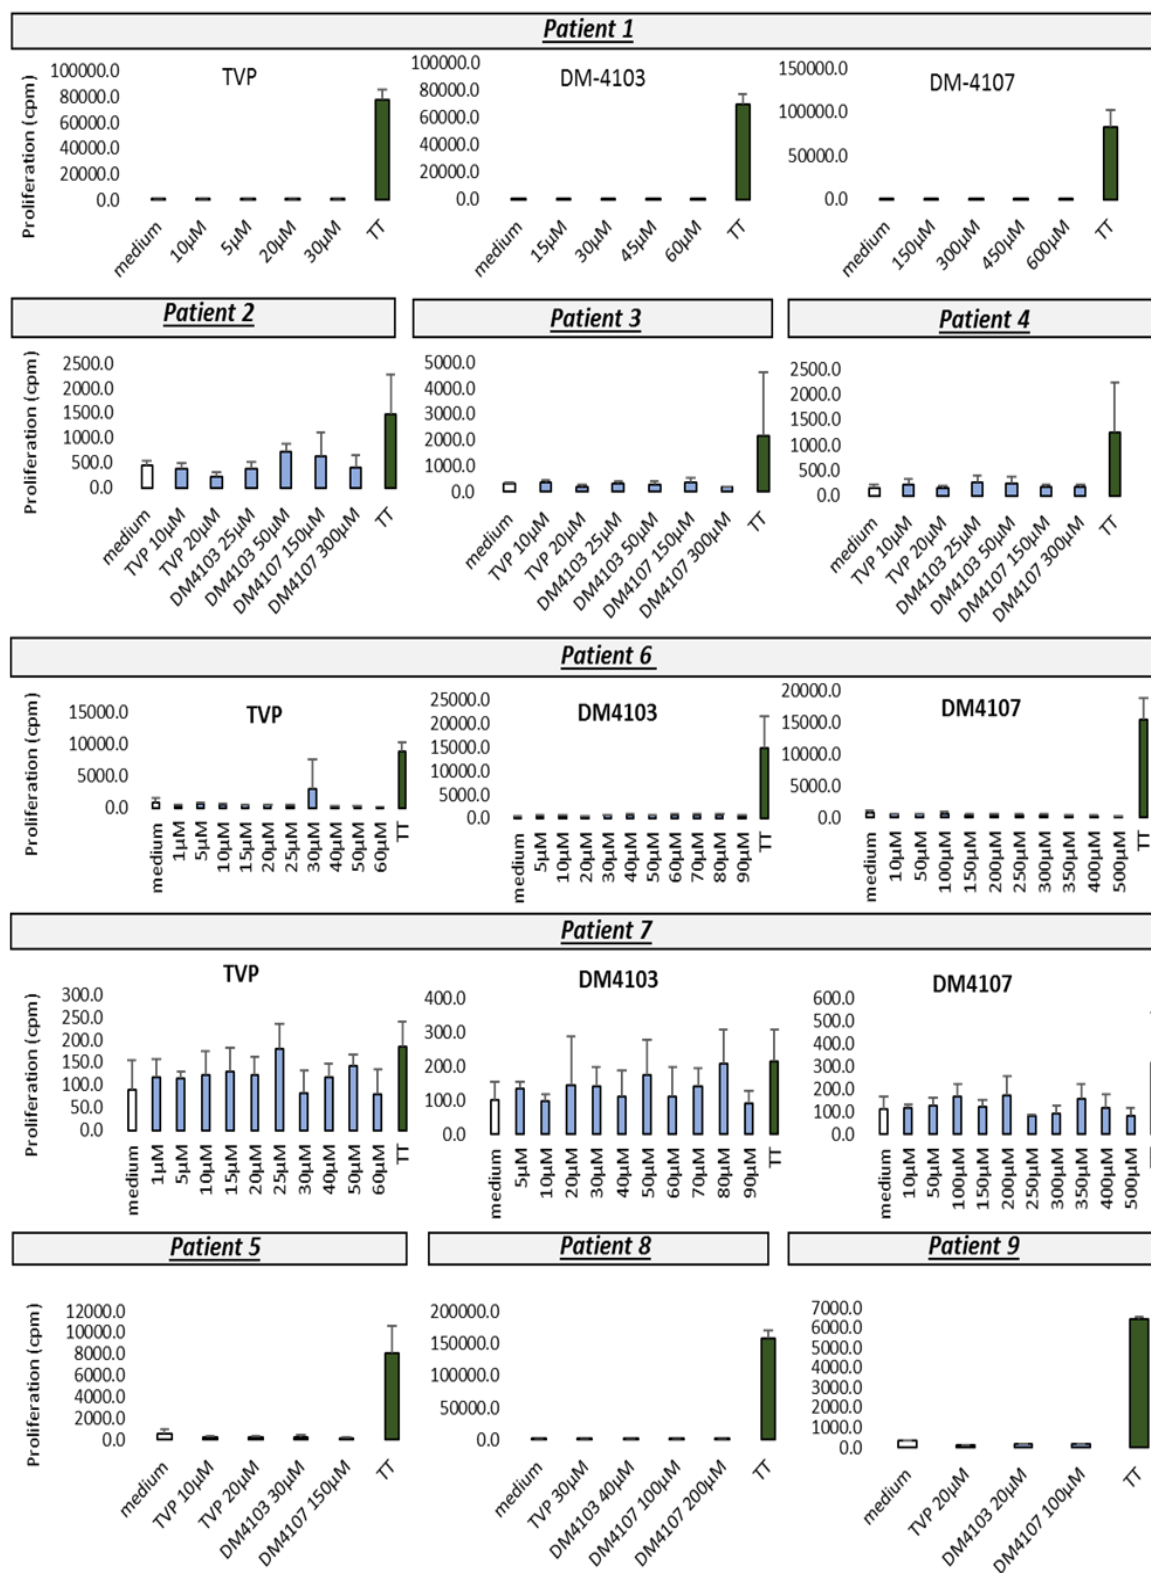 Patient 1
TVP
DM-4103
DM-4107
Proliferation (cpm)
100000.0
80000.0
60000.0
40000.0
20000.0
0.0
medium
10µM
5µM
20µM
30µM
TT
100000.0
80000.0
60000.0
40000.0
20000.0
0.0
medium
15µM
30µM
45µM
60µM
TT
150000.0
100000.0
50000.0
0.0
medium
150µM
300µM
450µM
600µM
TT
Patient 2
Patient 3
Patient 4
Proliferation (cpm)
2500.0
2000.0
1500.0
1000.0
500.0
0.0
medium
TVP 10µM
TVP 20µM
DM4103 25µM
DM4103 50µM
DM4107 150µM
DM4107 300µM
TT
5000.0
4000.0
3000.0
2000.0
1000.0
0.0
medium
TVP 10µM
TVP 20µM
DM4103 25µM
DM4103 50µM
DM4107 150µM
DM4107 300µM
TT
2500.0
2000.0
1500.0
1000.0
500.0
0.0
medium
TVP 10µM
TVP 20µM
DM4103 25µM
DM4103 50µM
DM4107 150µM
DM4107 300µM
TT
Patient 6
TVP
DM4103
DM4107
Proliferation (cpm)
15000.0
10000.0
5000.0
0.0
medium
1µM
5µM
10µM
15µM
20µM
25µM
30µM
40µM
50µM
60µM
TT
25000.0
20000.0
15000.0
10000.0
5000.0
0.0
medium
5µM
10µM
20µM
30µM
40µM
50µM
60µM
70µM
80µM
90µM
TT
20000.0
15000.0
10000.0
5000.0
0.0
medium
10µM
50µM
100µM
150µM
200µM
250µM
300µM
350µM
400µM
500µM
TT
Patient 7
TVP
DM4103
DM4107
Proliferation (cpm)
300.0
250.0
200.0
150.0
100.0
50.0
0.0
medium
1µM
5µM
10µM
15µM
20µM
25µM
30µM
40µM
50µM
60µM
TT
400.0
300.0
200.0
100.0
0.0
medium
5µM
10µM
20µM
30µM
40µM
50µM
60µM
70µM
80µM
90µM
TT
600.0
500.0
400.0
300.0
200.0
100.0
0.0
medium
10µM
50µM
100µM
150µM
200µM
250µM
300µM
350µM
400µM
500µM
Patient 5
Patient 8
Patient 9
Proliferation (cpm)
12000.0
10000.0
8000.0
6000.0
4000.0
2000.0
0.0
medium
TVP 10µM
TVP 20µM
DM4103 30µM
DM4107 150µM
TT
200000.0
150000.0
100000.0
50000.0
0.0
medium
TVP 30µM
DM4103 40µM
DM4107 100µM
DM4107 200µM
TT
7000.0
6000.0
5000.0
4000.0
3000.0
2000.0
1000.0
0.0
medium
TVP 20µM
DM4103 20µM
DM4107 100µM
TT